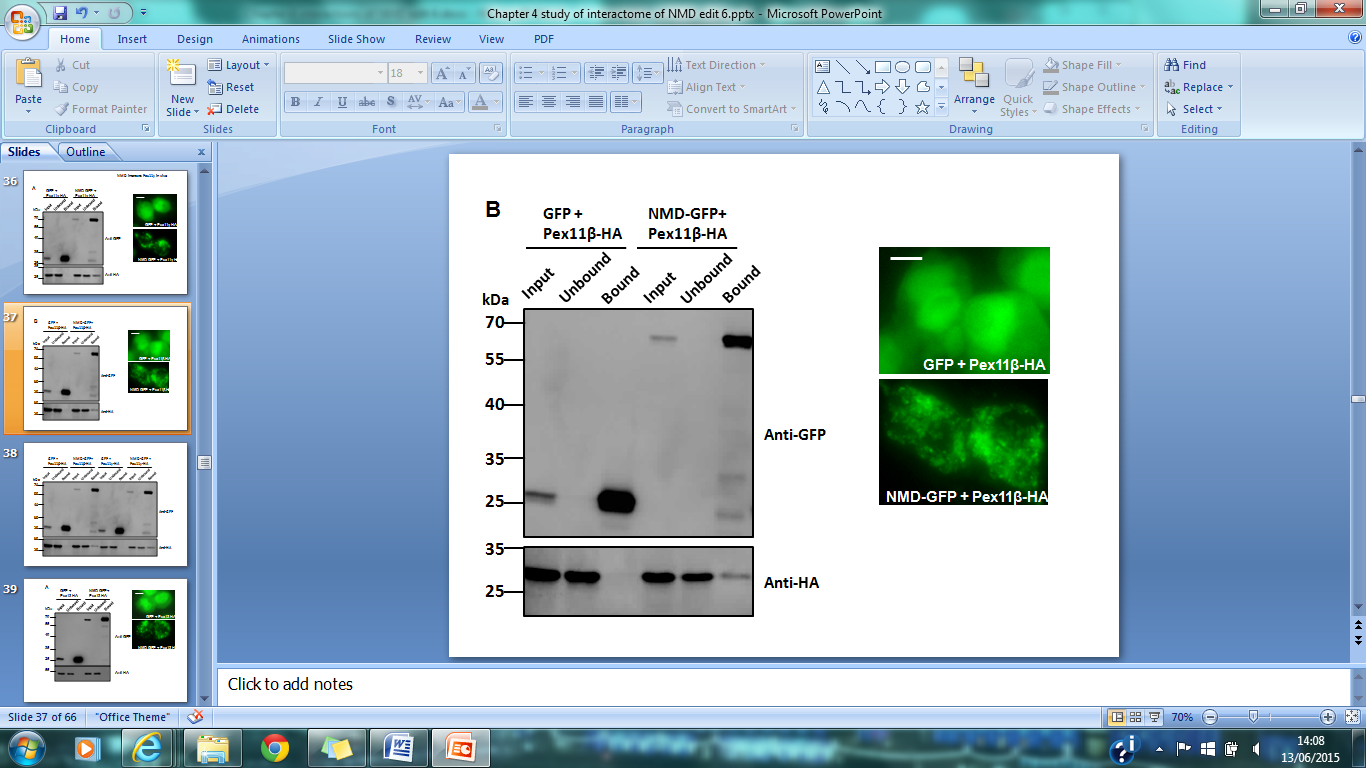 Chapter 4 study of interactome of NMD edit 6.pptx - Microsoft PowerPoint
Home Insert Design Animations Slide Show Review View PDF
Paste
Cut
Copy
Format Painter
Clipboard
New Slide
Layout
Reset
Delete
Slides
18
B I U abc S AV Aa A
Font
Text Direction
Align Text
Convert to SmartArt
Paragraph
Arrange
Quick Styles
Shape Fill
Shape Outline
Shape Effects
Drawing
Find
Replace
Select
Editing
Slides Outline x
36
37
38
39
B
GFP + Pex11β-HA
NMD-GFP+ Pex11β-HA
Input Unbound Bound Input Unbound Bound
kDa
70
55
40
35
25
Anti-GFP
35
25
Anti-HA
GFP + Pex11β-HA
NMD-GFP + Pex11β-HA
Click to add notes
Slide 37 of 66 "Office Theme" 70%
14:08
13/06/2015